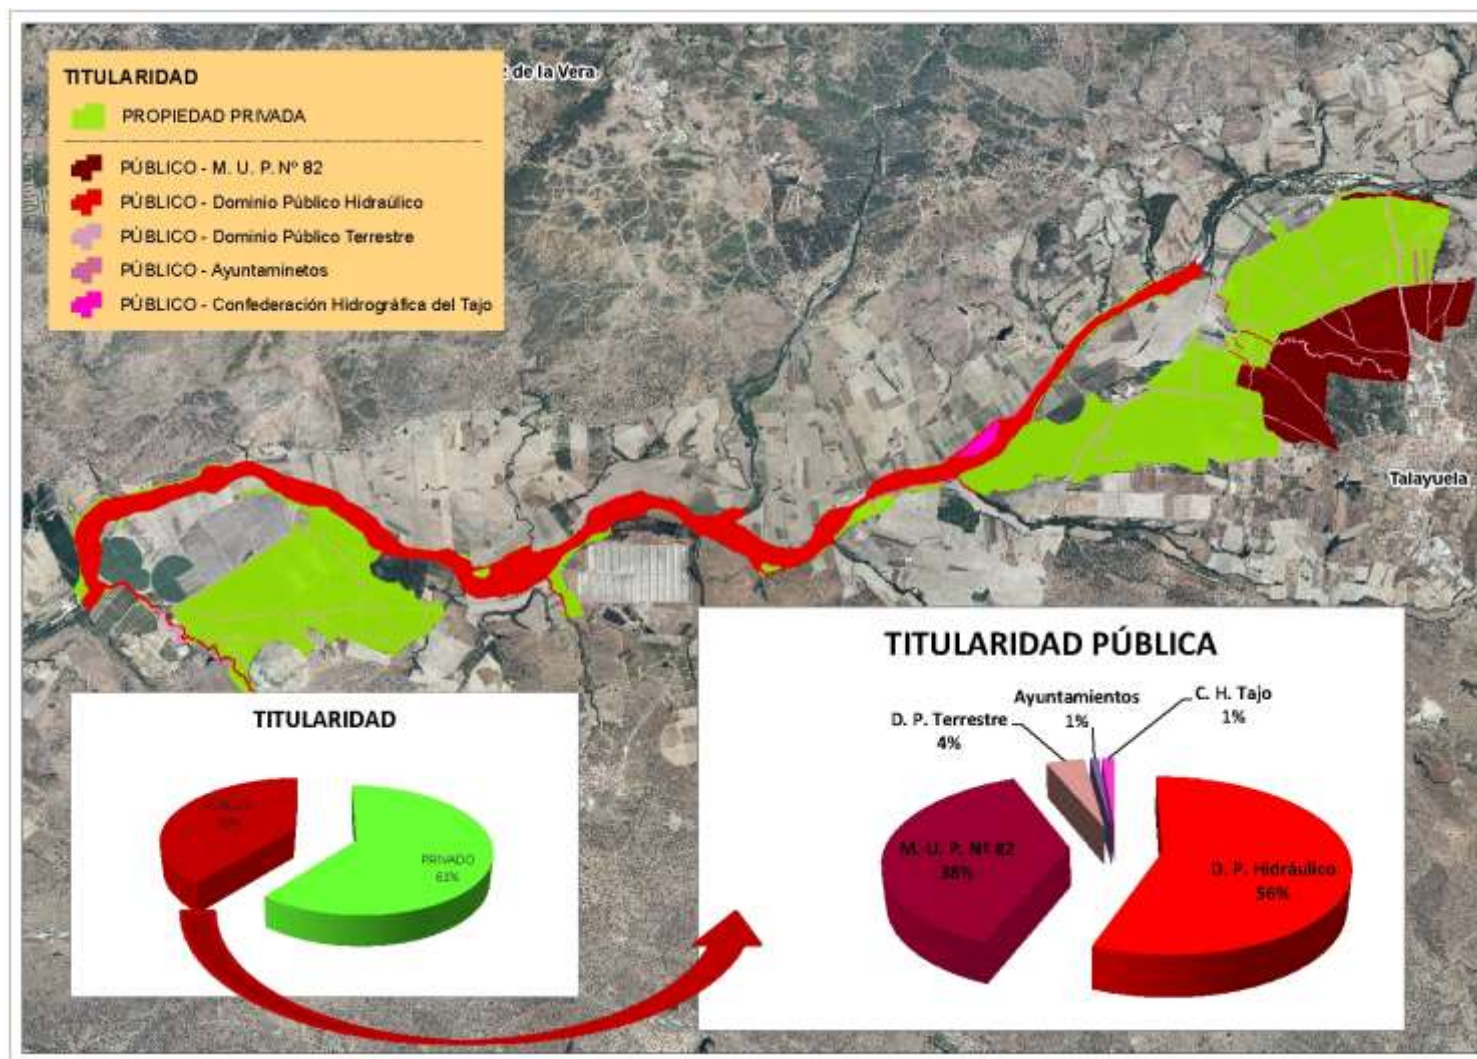 TITULARIDAD
PROPIEDAD PRIVADA
PÚBLICO - M. U. P. Nº 82
PÚBLICO - Dominio Público Hidraúlico
PÚBLICO - Dominio Público Terrestre
PÚBLICO - Ayuntaminetos
PÚBLICO - Confederación Hidrográfica del Tajo
de la Vera
Talayuela
TITULARIDAD
PRIVADO
61%
TITULARIDAD PÚBLICA
Ayuntamientos
1%
C. H. Tajo
1%
D. P. Terrestre
4%
M. U. P. Nº 82
38%
D. P. Hidráulico
56%